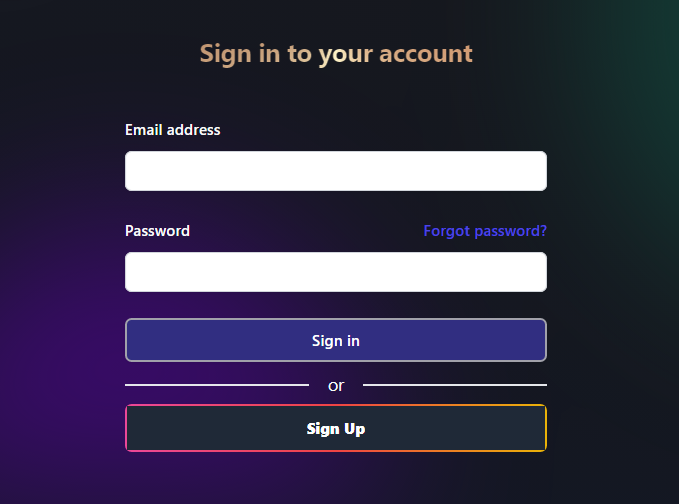 Sign in to your account
Email address
Password Forgot password?
Sign in
or
Sign Up